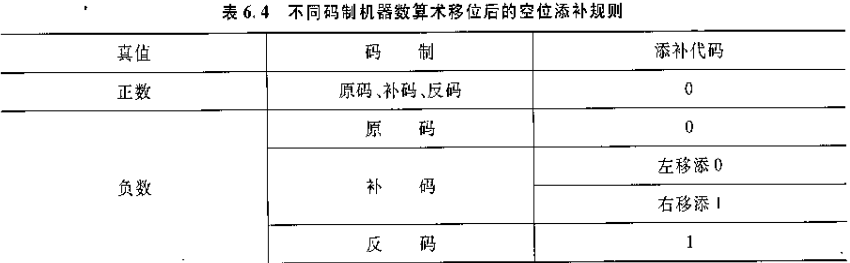 表 6.4 不同码制机器数算术移位后的空位添补规则
真值 码 制 添补代码
正数 原码、补码、反码 0
负数 原 码 0
补 码 左移添 0
右移添 1
反 码 1